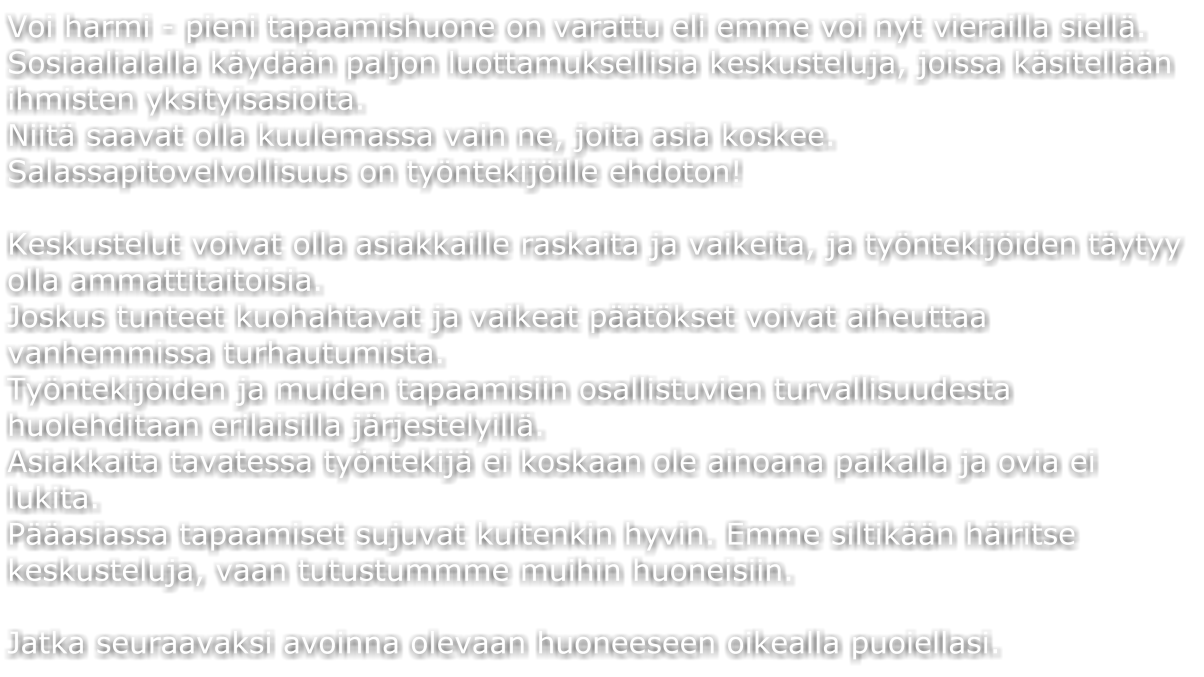 Voi harmi - pieni tapaamishuone on varattu eli emme voi nyt vierailla siellä.
Sosiaalialalla käydään paljon luottamuksellisia keskusteluja, joissa käsitellään
ihmisten yksityisasioita.
Niitä saavat olla kuulemassa vain ne, joita asia koskee.
Salassapitovelvollisuus on työntekijöille ehdoton!

Keskustelut voivat olla asiakkaille raskaita ja vaikeita, ja työntekijöiden täytyy
olla ammattitaitoisia.
Joskus tunteet kuohahtavat ja vaikeat päätökset voivat aiheuttaa
vanhemmissa turhautumista.
Työntekijöiden ja muiden tapaamisiin osallistuvien turvallisuudesta
huolehditaan erilaisilla järjestelyillä.
Asiakkaita tavatessa työntekijä ei koskaan ole ainoana paikalla ja ovia ei
lukita.
Pääasiassa tapaamiset sujuvat kuitenkin hyvin. Emme siltikään häiritse
keskusteluja, vaan tutustummme muihin huoneisiin.

Jatka seuraavaksi avoinna olevaan huoneeseen oikealla puoiellasi.